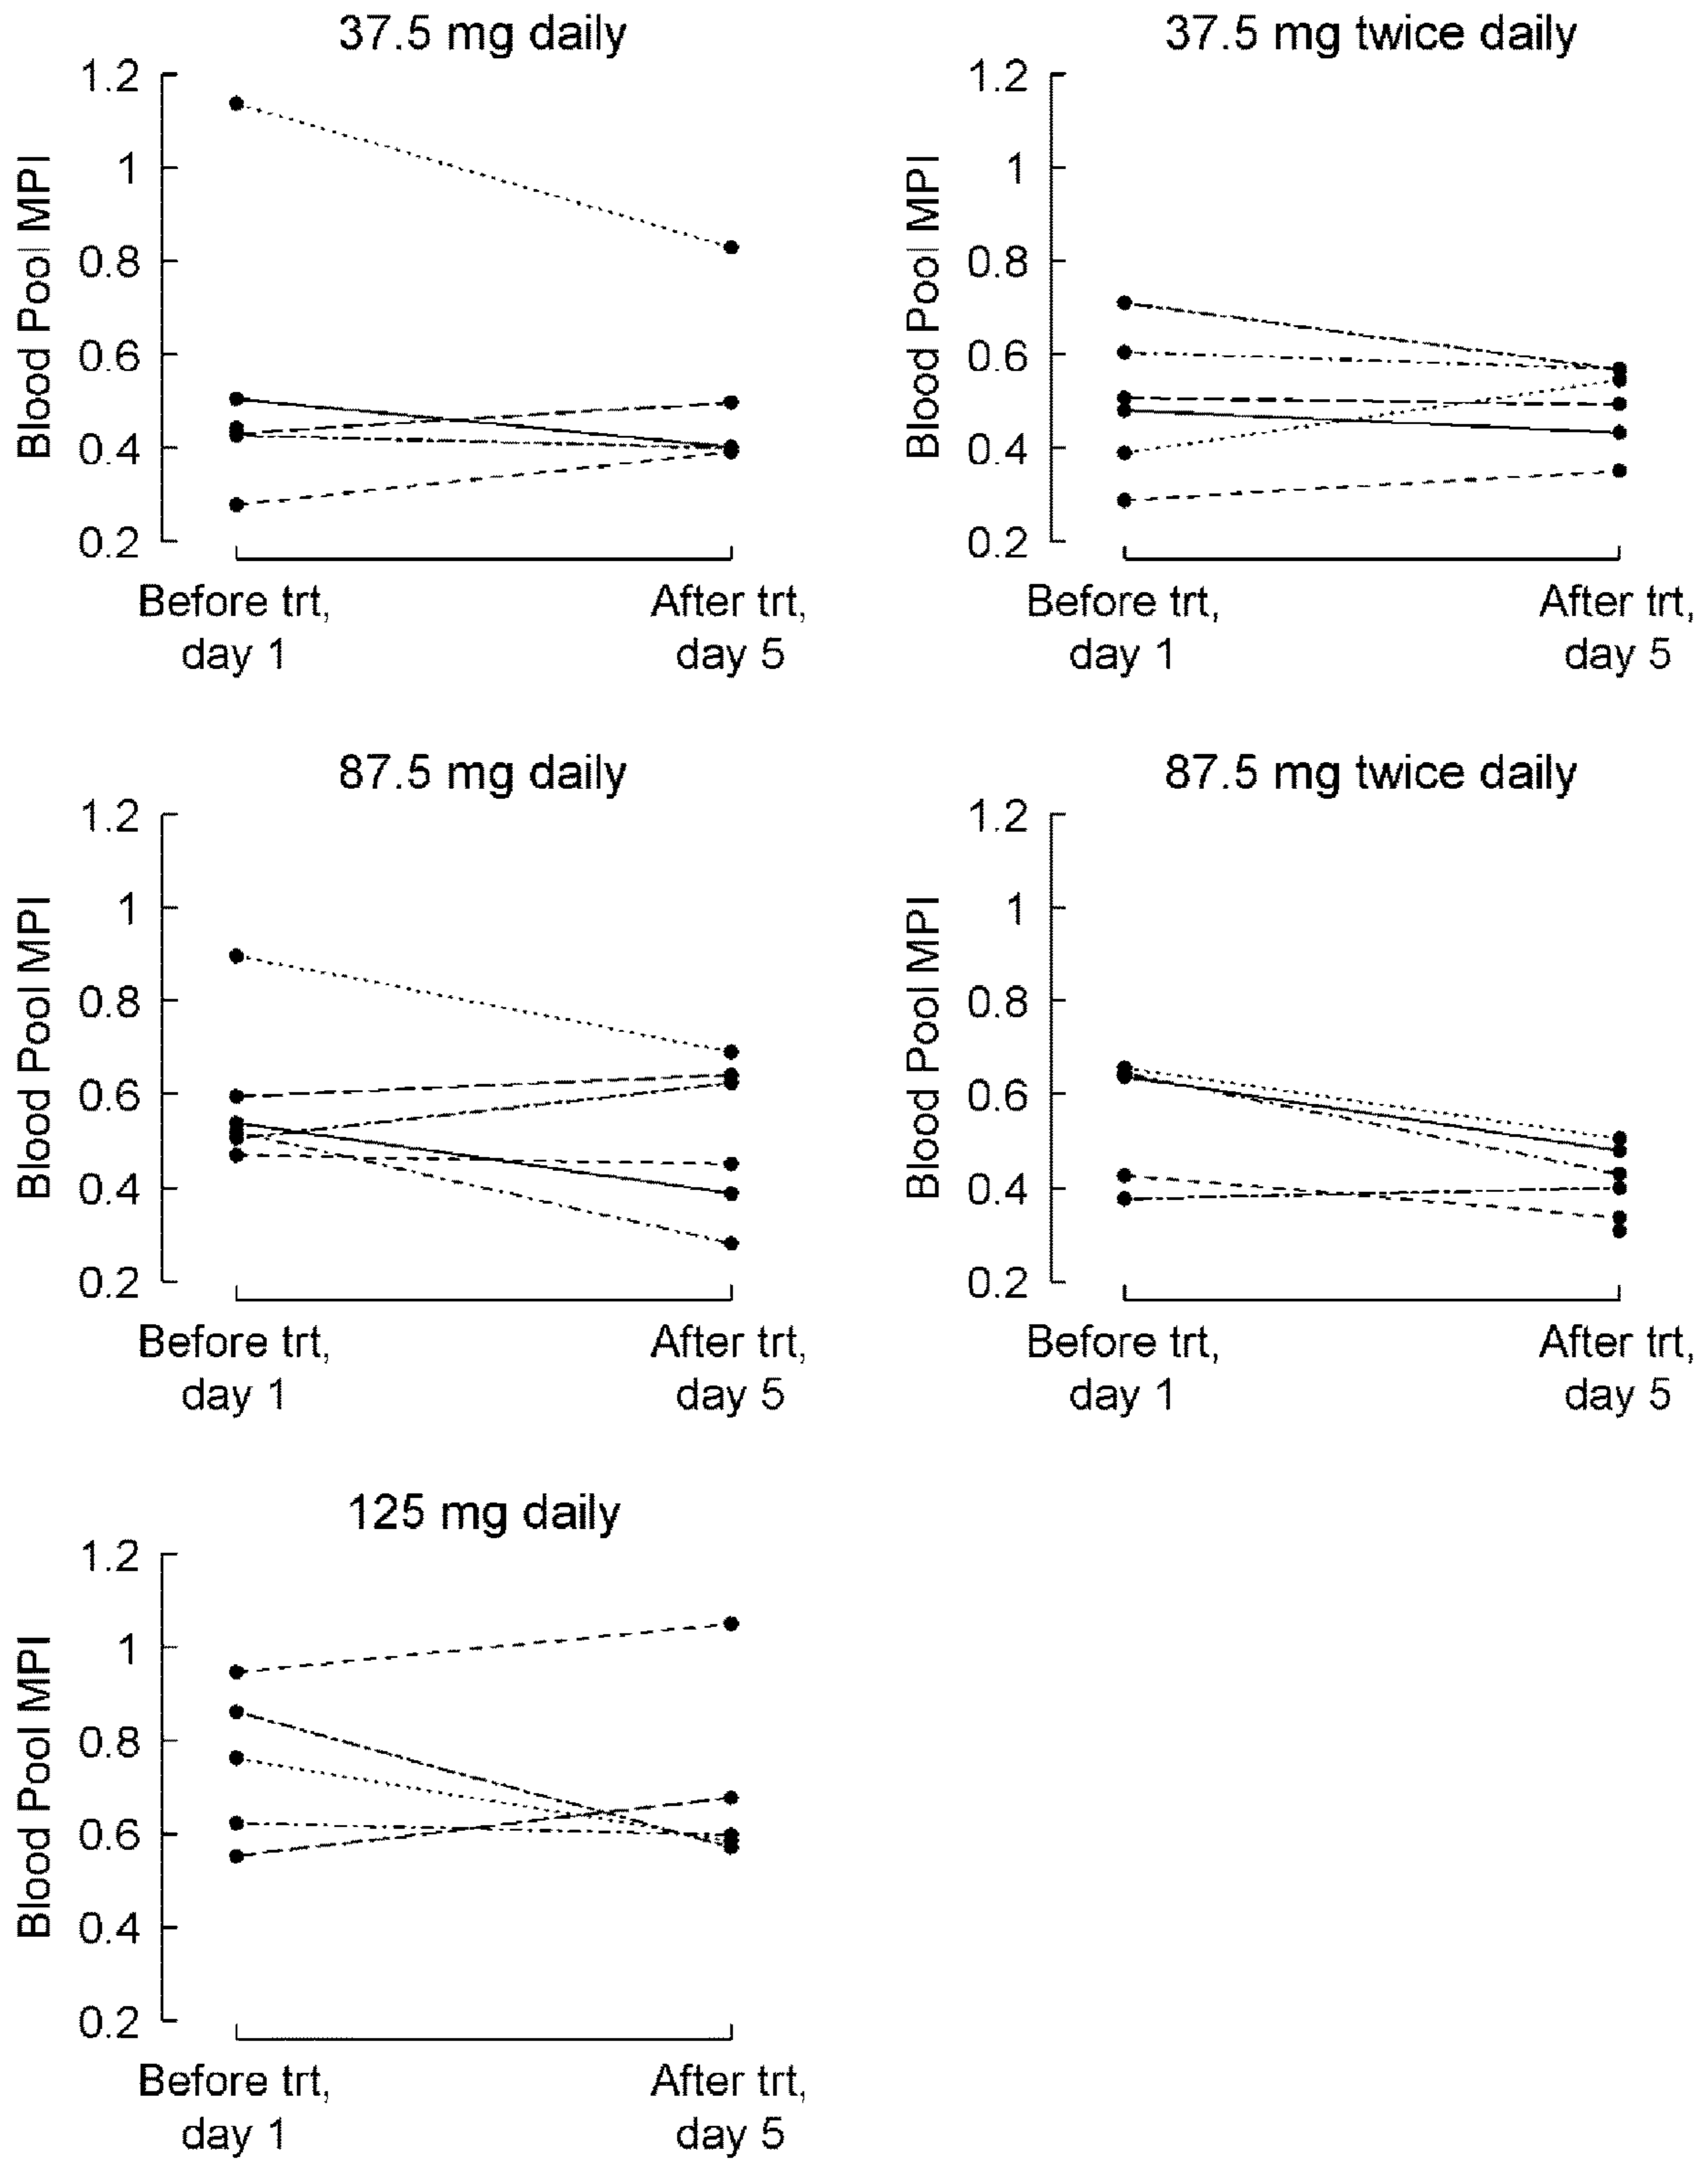 37.5 mg daily
1.2
1
0.8
0.6
0.4
0.2
Blood Pool MPI
Before trt,
day 1
After trt,
day 5
37.5 mg twice daily
1.2
1
0.8
0.6
0.4
0.2
Blood Pool MPI
Before trt,
day 1
After trt,
day 5
87.5 mg daily
1.2
1
0.8
0.6
0.4
0.2
Blood Pool MPI
Before trt,
day 1
After trt,
day 5
87.5 mg twice daily
1.2
1
0.8
0.6
0.4
0.2
Blood Pool MPI
Before trt,
day 1
After trt,
day 5
125 mg daily
1.2
1
0.8
0.6
0.4
0.2
Blood Pool MPI
Before trt,
day 1
After trt,
day 5